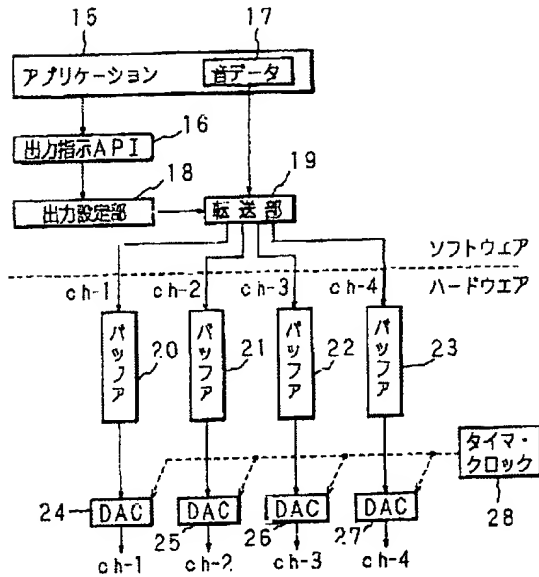 15
17
アプリケーション
音データ
16
出力指示API
18
19
出力設定部
転送部
ソフトウエア
ch-1
ch-2
ch-3
ch-4
ハードウエア
バッファ
バッファ
バッファ
バッファ
20
21
22
23
タイマ・
クロック
24
DAC
DAC
DAC
DAC
25
26
27
28
ch-1
ch-2
ch-3
ch-4